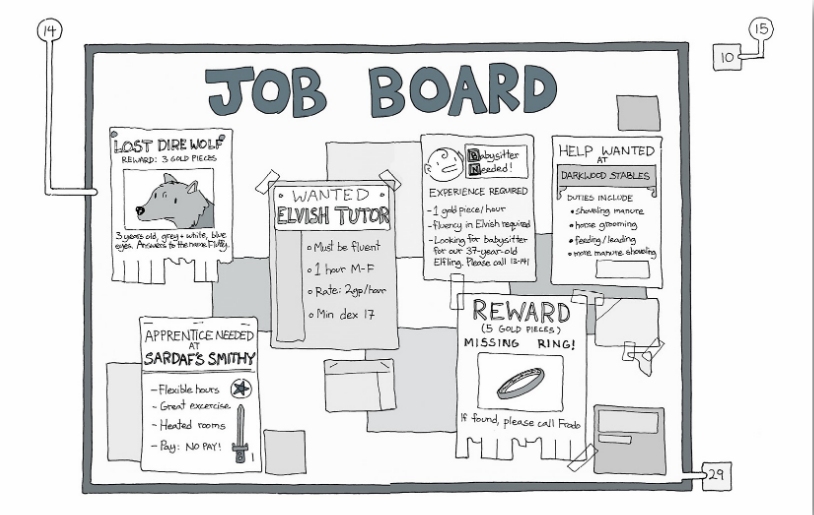 14
15
10
JOB BOARD
LOST DIRE WOLF
REWARD: 3 GOLD PIECES
3 years old, grey + white, blue
eyes. Answers to the name Fluffy.
WANTED
ELVISH TUTOR
Must be fluent
1 hour M-F
Rate: 2gp/hour
Min dex 17
Babysitter
Needed!
EXPERIENCE REQUIRED
-1 gold piece/hour
-fluency in Elvish required
-Looking for babysitter
for our 37-year-old
Elfling. Please call 13-141
HELP WANTED
AT
DARKWOOD STABLES
DUTIES INCLUDE
shoveling manure
horse grooming
feeding/leading
more manure shoveling
APPRENTICE NEEDED
AT
SARDAF'S SMITHY
-Flexible hours
-Great excercise
-Heated rooms
-Pay: NO PAY!
REWARD
(5 GOLD PIECES)
MISSING RING!
If found, please call Frodo
29